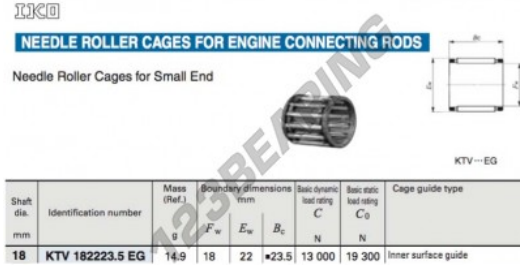 IKO
NEEDLE ROLLER CAGES FOR ENGINE CONNECTING RODS
Needle Roller Cages for Small End
Bc
Ew
Fw
KTV…EG
123BEARING
Shaft dia. mm
Identification number
Mass (Ref.) g
Boundary dimensions mm
Fw Ew Bc
Basic dynamic load rating C N
Basic static load rating C0 N
Cage guide type
18 KTV 182223.5 EG 14.9 18 22 ▪23.5 13 000 19 300 Inner surface guide